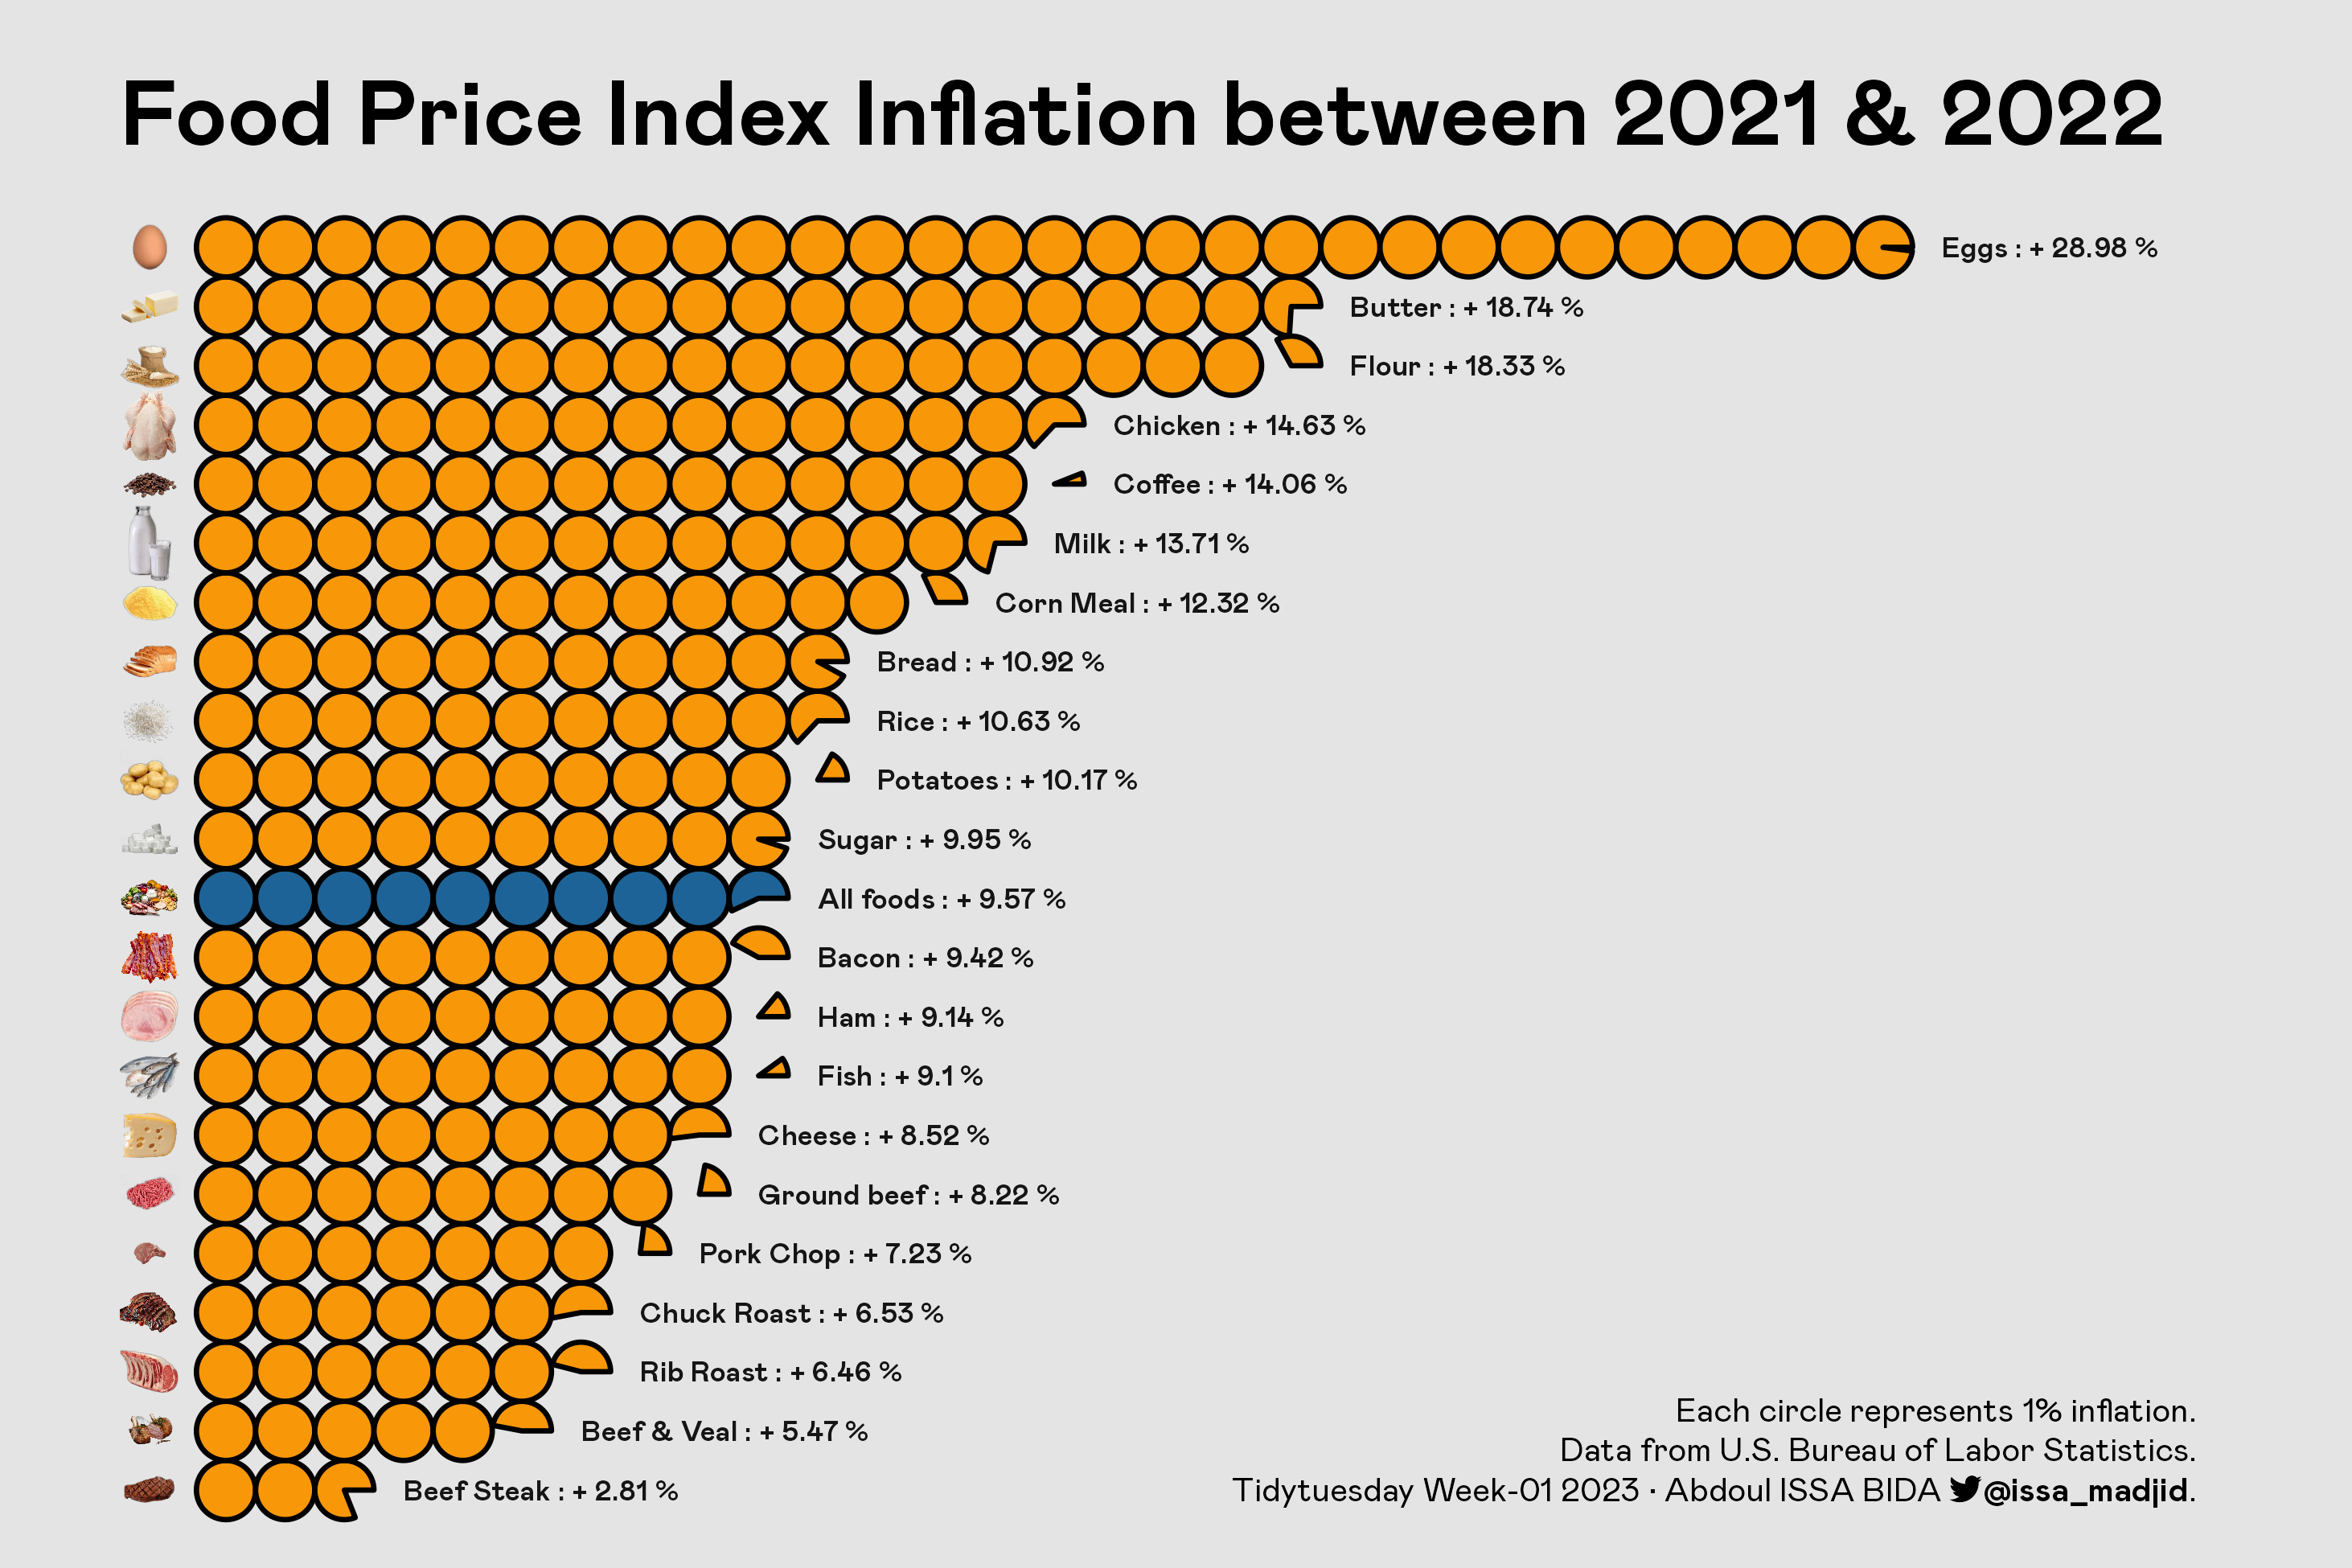 Food Price Index Inflation between 2021 & 2022
Eggs : + 28.98 %
Butter : + 18.74 %
Flour : + 18.33 %
Chicken : + 14.63 %
Coffee : + 14.06 %
Milk : + 13.71 %
Corn Meal : + 12.32 %
Bread : + 10.92 %
Rice : + 10.63 %
Potatoes : + 10.17 %
Sugar : + 9.95 %
All foods : + 9.57 %
Bacon : + 9.42 %
Ham : + 9.14 %
Fish : + 9.1 %
Cheese : + 8.52 %
Ground beef : + 8.22 %
Pork Chop : + 7.23 %
Chuck Roast : + 6.53 %
Rib Roast : + 6.46 %
Beef & Veal : + 5.47 %
Beef Steak : + 2.81 %
Each circle represents 1% inflation.
Data from U.S. Bureau of Labor Statistics.
Tidytuesday Week-01 2023 · Abdoul ISSA BIDA @issa_madjid.